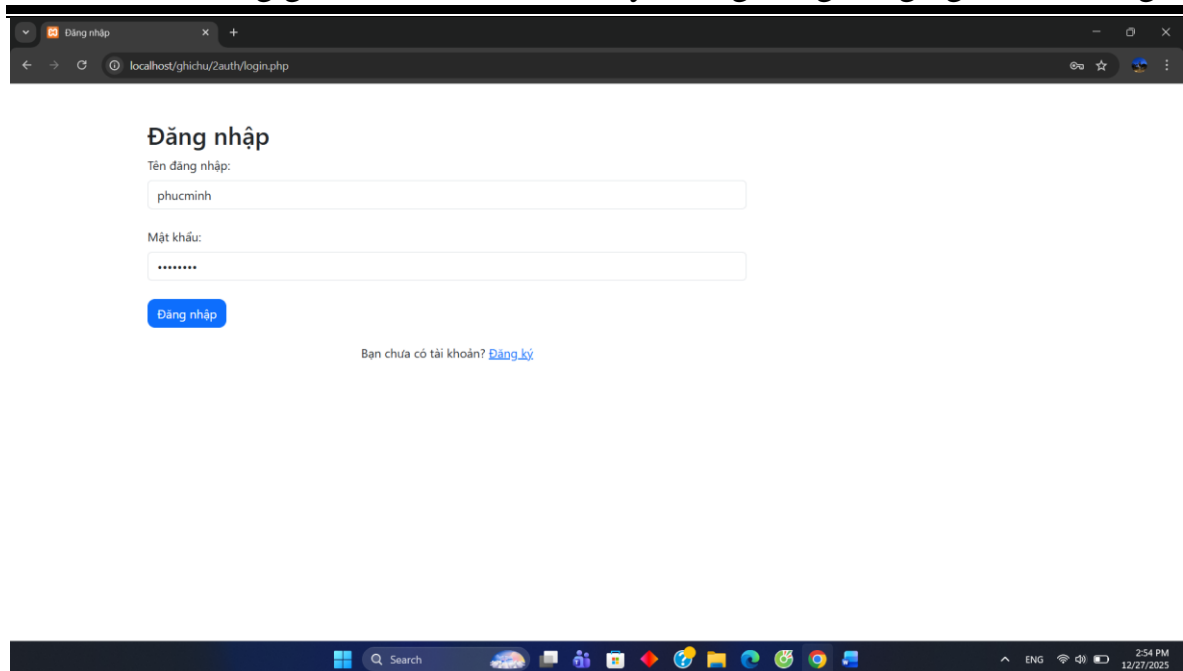 Đăng nhập
localhost/ghichu/2auth/login.php
Đăng nhập
Tên đăng nhập:
phucminh
Mật khẩu:
••••••••
Đăng nhập
Bạn chưa có tài khoản? Đăng ký
Search
ENG
2:54 PM
12/27/2025